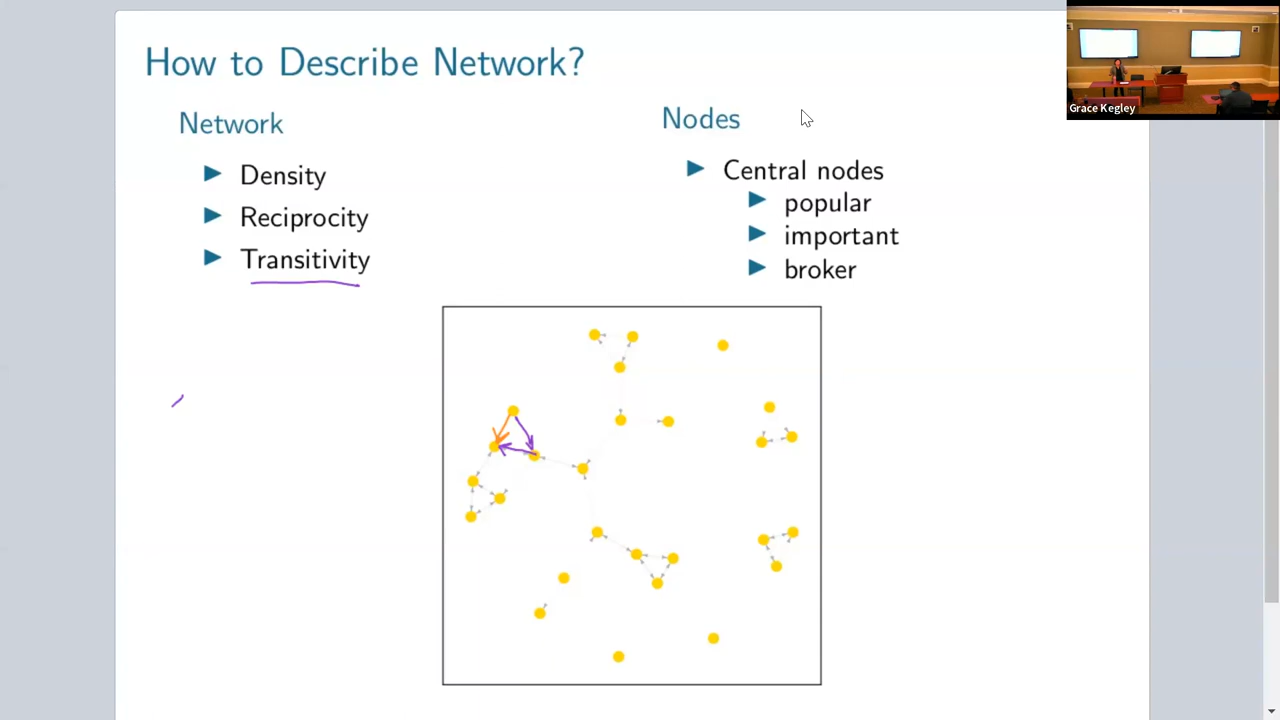 How to Describe Network?
Network
Density
Reciprocity
Transitivity
Nodes
Central nodes
popular
important
broker
Grace Kegley